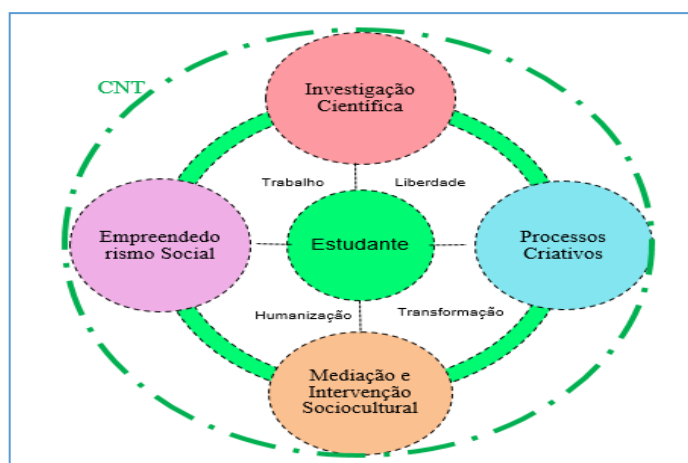 CNT
Investigação
Científica
Trabalho
Liberdade
Empreendedo
rismo Social
Estudante
Processos
Criativos
Humanização
Transformação
Mediação e
Intervenção
Sociocultural